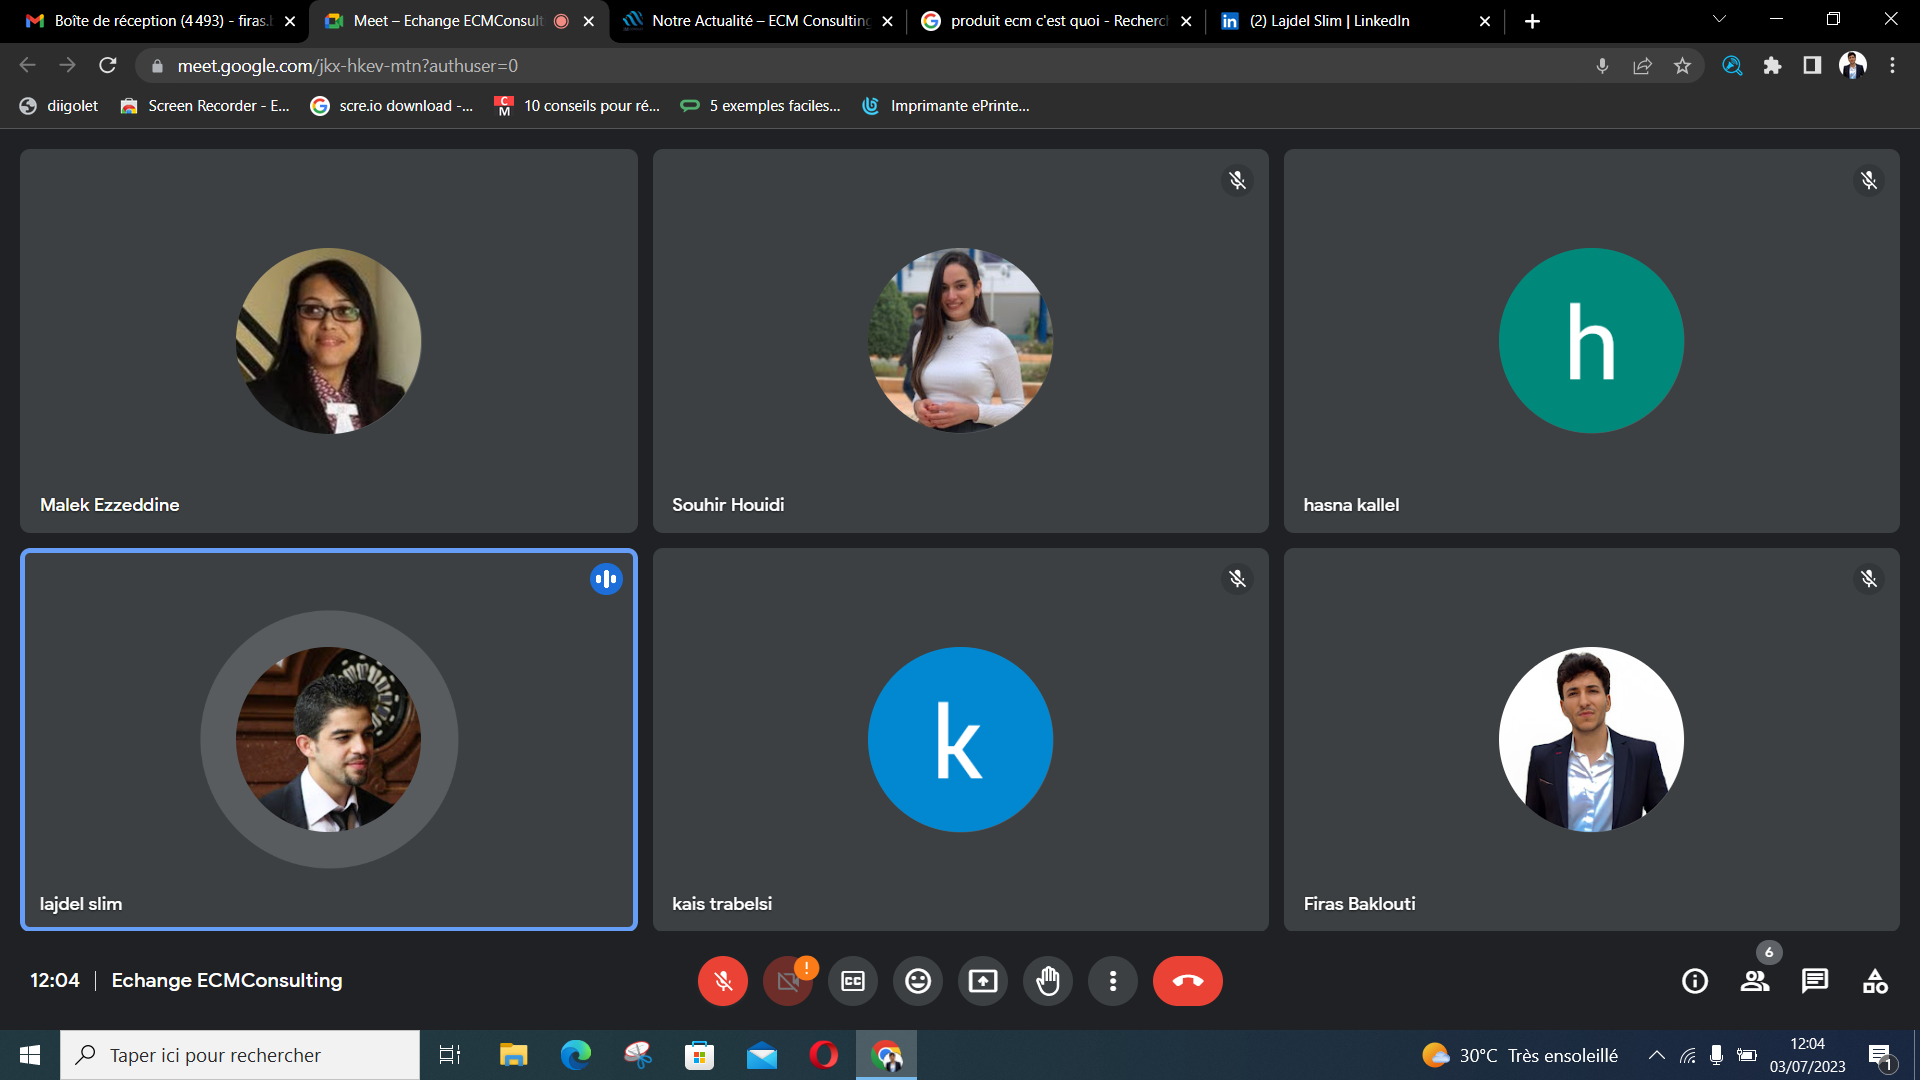 Boîte de réception (4 493) - firas.b
Meet – Echange ECMConsult
Notre Actualité – ECM Consulting
produit ecm c'est quoi - Recherch
(2) Lajdel Slim | LinkedIn
meet.google.com/jkx-hkev-mtn?authuser=0
diigolet
Screen Recorder - E...
scre.io download -...
CM 10 conseils pour ré...
5 exemples faciles...
Imprimante ePrinte...
h
Malek Ezzeddine
Souhir Houidi
hasna kallel
k
lajdel slim
kais trabelsi
Firas Baklouti
12:04 | Echange ECMConsulting
!
CC
6
Taper ici pour rechercher
30°C Très ensoleillé
12:04
03/07/2023
1